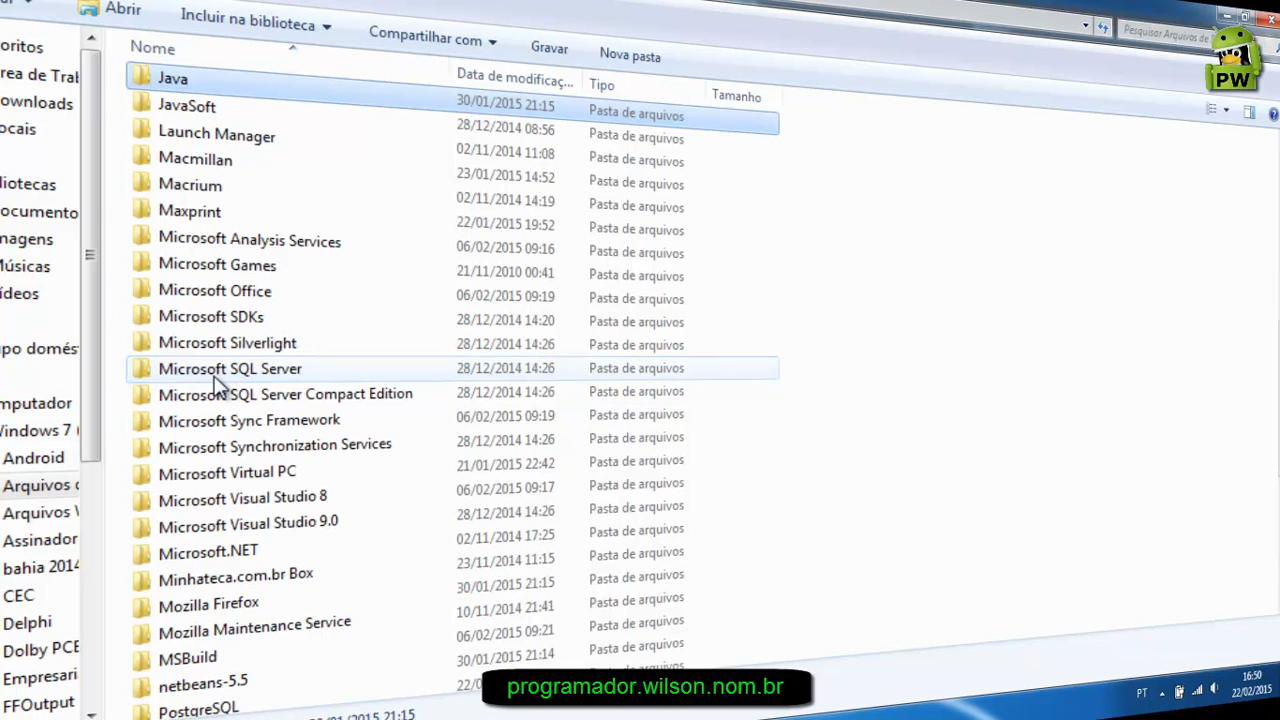 Abrir
Incluir na biblioteca
Compartilhar com
Gravar
Nova pasta
Pesquisar Arquivos de
PW
Nome
Data de modificaç...
Tipo
Tamanho
Java 30/01/2015 21:15 Pasta de arquivos
JavaSoft 28/12/2014 08:56 Pasta de arquivos
Launch Manager 02/11/2014 11:08 Pasta de arquivos
Macmillan 23/01/2015 14:52 Pasta de arquivos
Macrium 02/11/2014 14:19 Pasta de arquivos
Maxprint 22/01/2015 19:52 Pasta de arquivos
Microsoft Analysis Services 06/02/2015 09:16 Pasta de arquivos
Microsoft Games 21/11/2010 00:41 Pasta de arquivos
Microsoft Office 06/02/2015 09:19 Pasta de arquivos
Microsoft SDKs 28/12/2014 14:20 Pasta de arquivos
Microsoft Silverlight 28/12/2014 14:26 Pasta de arquivos
Microsoft SQL Server 28/12/2014 14:26 Pasta de arquivos
Microsoft SQL Server Compact Edition 28/12/2014 14:26 Pasta de arquivos
Microsoft Sync Framework 06/02/2015 09:19 Pasta de arquivos
Microsoft Synchronization Services 28/12/2014 14:26 Pasta de arquivos
Microsoft Virtual PC 21/01/2015 22:42 Pasta de arquivos
Microsoft Visual Studio 8 06/02/2015 09:17 Pasta de arquivos
Microsoft Visual Studio 9.0 28/12/2014 14:26 Pasta de arquivos
Microsoft.NET 02/11/2014 17:25 Pasta de arquivos
Minhateca.com.br Box 23/11/2014 11:15 Pasta de arquivos
Mozilla Firefox 30/01/2015 21:15 Pasta de arquivos
Mozilla Maintenance Service 10/11/2014 21:41 Pasta de arquivos
MSBuild 06/02/2015 09:21 Pasta de arquivos
netbeans-5.5 30/01/2015 21:14 Pasta de arquivos
PostgreSQL 22/0
oritos
rea de Trab
ownloads
ocais
liotecas
ocumento
nagens
Músicas
ídeos
upo domés
mputador
Windows 7 (
Android
Arquivos d
Arquivos V
Assinador
bahia 2014
CEC
Delphi
Dolby PCE
Empresari
FFOutput
01/2015 21:15
programador.wilson.nom.br
PT
16:50
22/02/2015